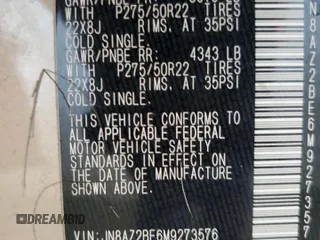 WITH P275/50R22 TIRES
22X8J RIMS, AT 35PSI
COLD SINGLE
GAWR/PNBE RR: 4343 LB
WITH P275/50R22 TIRES
22X8J RIMS, AT 35PSI
COLD SINGLE.
THIS VEHICLE CONFORMS TO
ALL APPLICABLE FEDERAL
MOTOR VEHICLE SAFETY
STANDARDS IN EFFECT ON
THE DATE OF MANUFACTURE
SHOWN ABOVE.
VIN:JN8AZ2BE6M9273576
N8AZ2BE6M927357
DREAMBID